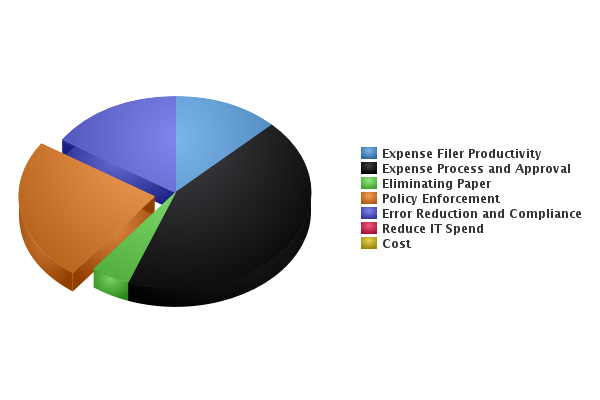 Expense Filer Productivity
Expense Process and Approval
Eliminating Paper
Policy Enforcement
Error Reduction and Compliance
Reduce IT Spend
Cost